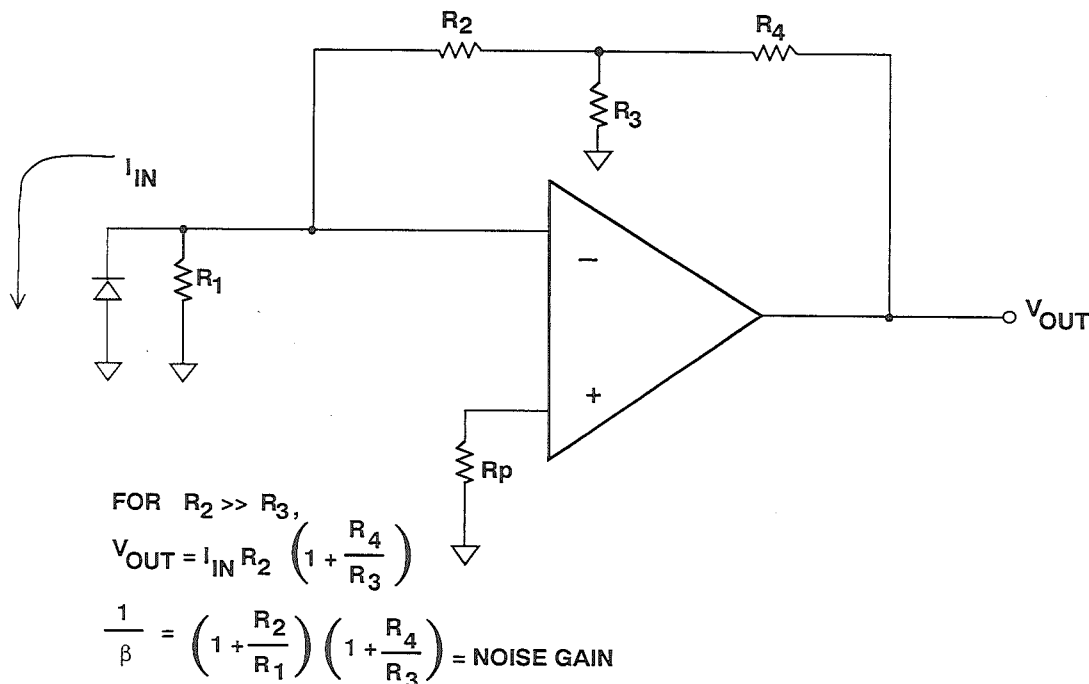 R2
R4
R3
IIN
R1
−
+
VOUT
Rp
FOR R2 >> R3,
VOUT = IIN R2 (1 + R4/R3)
1/β = (1 + R2/R1) (1 + R4/R3) = NOISE GAIN